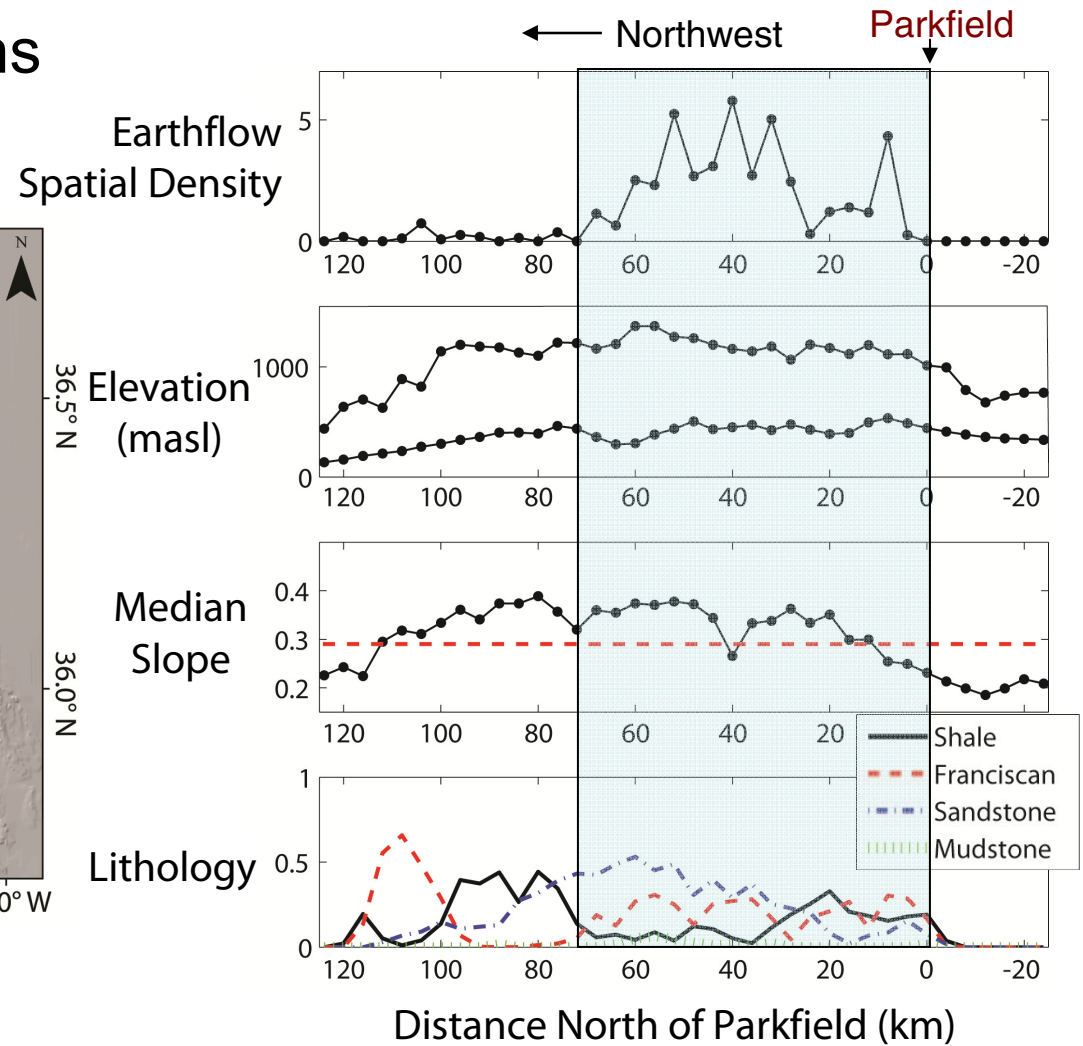 ns
Northwest
Parkfield
Earthflow
Spatial Density
5
0
120 100 80 60 40 20 0 -20
N
36.5° N
36.0° N
0° W
Elevation
(masl)
1000
0
120 100 80 60 40 20 0 -20
Median
Slope
0.4
0.3
0.2
120 100 80 60 40 20
Shale
Franciscan
Sandstone
Mudstone
Lithology
1
0.5
0
120 100 80 60 40 20 0 -20
Distance North of Parkfield (km)